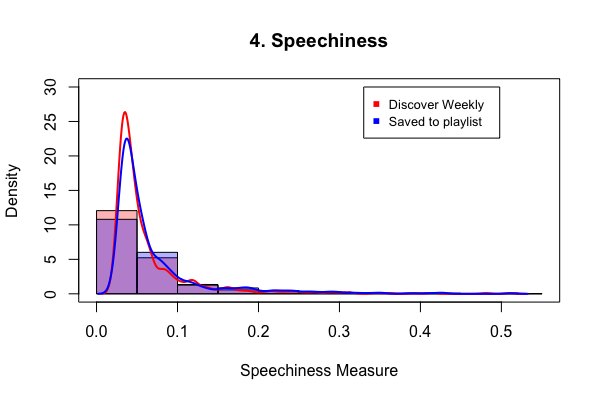 4. Speechiness
Density
30
25
20
15
10
5
0
Discover Weekly
Saved to playlist
0.0 0.1 0.2 0.3 0.4 0.5
Speechiness Measure